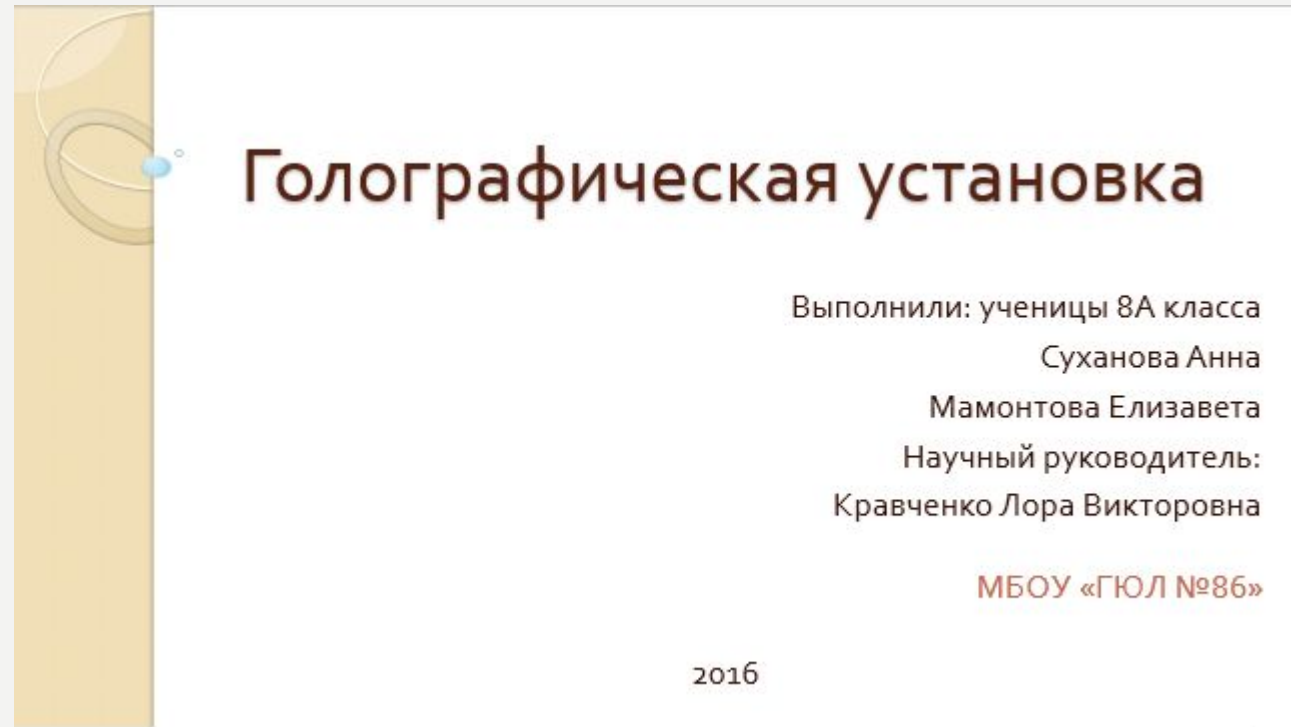 Голографическая установка
Выполнили: ученицы 8А класса
Суханова Анна
Мамонтова Елизавета
Научный руководитель:
Кравченко Лора Викторовна
МБОУ «ГЮЛ №86»
2016